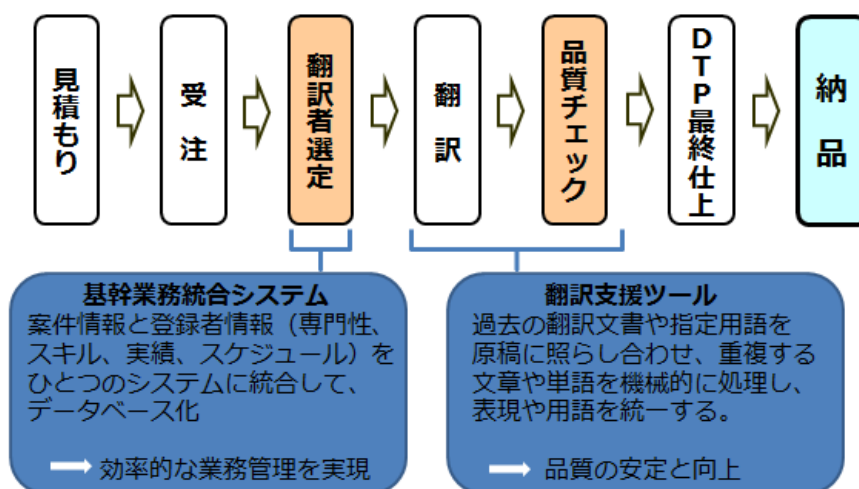 見積もり
受注
翻訳者選定
翻訳
品質チェック
DTP最終仕上
納品
基幹業務統合システム
案件情報と登録者情報（専門性、
スキル、実績、スケジュール）を
ひとつのシステムに統合して、
データベース化
効率的な業務管理を実現
翻訳支援ツール
過去の翻訳文書や指定用語を
原稿に照らし合わせ、重複する
文章や単語を機械的に処理し、
表現や用語を統一する。
品質の安定と向上